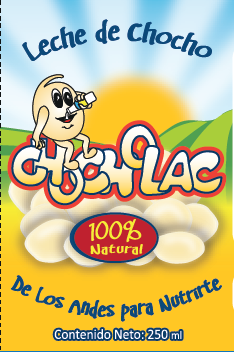 Leche de Chocho
CHOCHOLAC
100%
Natural
De Los Andes para Nutrirte
Contenido Neto: 250 ml